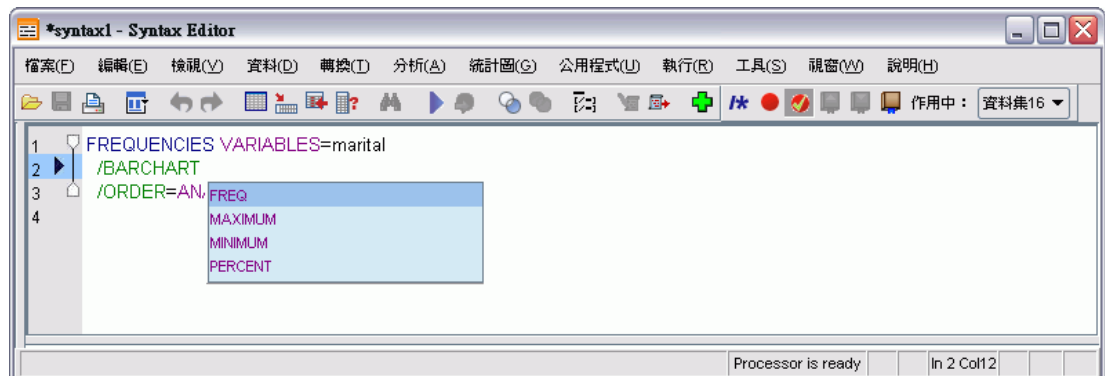 *syntax1 - Syntax Editor
檔案(F) 編輯(E) 檢視(V) 資料(D) 轉換(T) 分析(A) 統計圖(G) 公用程式(U) 執行(R) 工具(S) 視窗(W) 說明(H)
作用中： 資料集16
1 FREQUENCIES VARIABLES=marital
2 /BARCHART
3 /ORDER=ANA
4
FREQ
MAXIMUM
MINIMUM
PERCENT
Processor is ready In 2 Col12